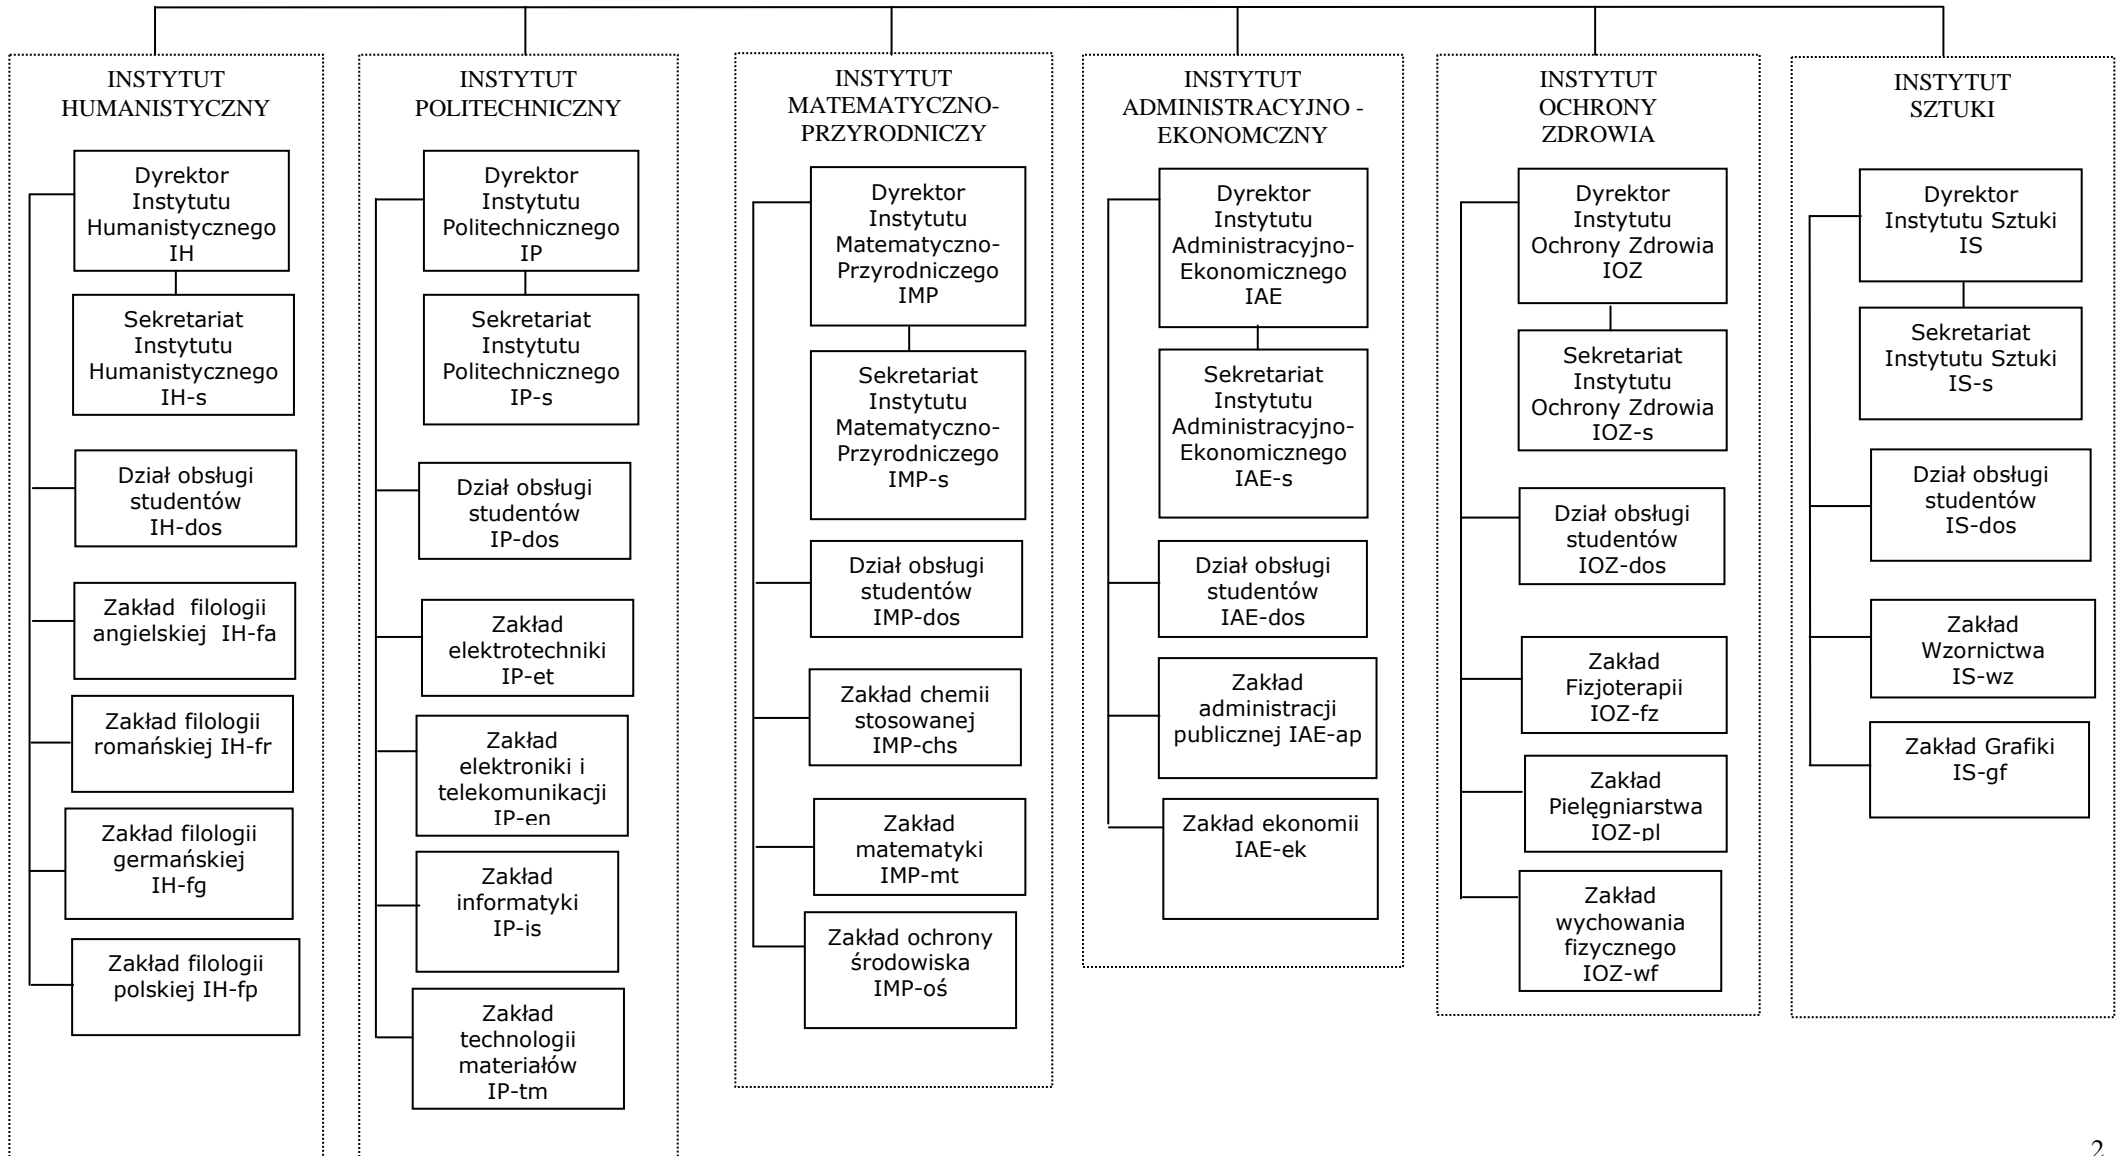 INSTYTUT
HUMANISTYCZNY
Dyrektor
Instytutu
Humanistycznego
IH
Sekretariat
Instytutu
Humanistycznego
IH-s
Dział obsługi
studentów
IH-dos
Zakład filologii
angielskiej IH-fa
Zakład filologii
romańskiej IH-fr
Zakład filologii
germańskiej
IH-fg
Zakład filologii
polskiej IH-fp
INSTYTUT
POLITECHNICZNY
Dyrektor
Instytutu
Politechnicznego
IP
Sekretariat
Instytutu
Politechnicznego
IP-s
Dział obsługi
studentów
IP-dos
Zakład
elektrotechniki
IP-et
Zakład
elektroniki i
telekomunikacji
IP-en
Zakład
informatyki
IP-is
Zakład
technologii
materiałów
IP-tm
INSTYTUT
MATEMATYCZNO-
PRZYRODNICZY
Dyrektor
Instytutu
Matematyczno-
Przyrodniczego
IMP
Sekretariat
Instytutu
Matematyczno-
Przyrodniczego
IMP-s
Dział obsługi
studentów
IMP-dos
Zakład chemii
stosowanej
IMP-chs
Zakład
matematyki
IMP-mt
Zakład ochrony
środowiska
IMP-oś
INSTYTUT
ADMINISTRACYJNO -
EKONOMCZNY
Dyrektor
Instytutu
Administracyjno-
Ekonomicznego
IAE
Sekretariat
Instytutu
Administracyjno-
Ekonomicznego
IAE-s
Dział obsługi
studentów
IAE-dos
Zakład
administracji
publicznej IAE-ap
Zakład ekonomii
IAE-ek
INSTYTUT
OCHRONY
ZDROWIA
Dyrektor
Instytutu
Ochrony Zdrowia
IOZ
Sekretariat
Instytutu
Ochrony Zdrowia
IOZ-s
Dział obsługi
studentów
IOZ-dos
Zakład
Fizjoterapii
IOZ-fz
Zakład
Pielęgniarstwa
IOZ-pl
Zakład
wychowania
fizycznego
IOZ-wf
INSTYTUT
SZTUKI
Dyrektor
Instytutu Sztuki
IS
Sekretariat
Instytutu Sztuki
IS-s
Dział obsługi
studentów
IS-dos
Zakład
Wzornictwa
IS-wz
Zakład Grafiki
IS-gf
2